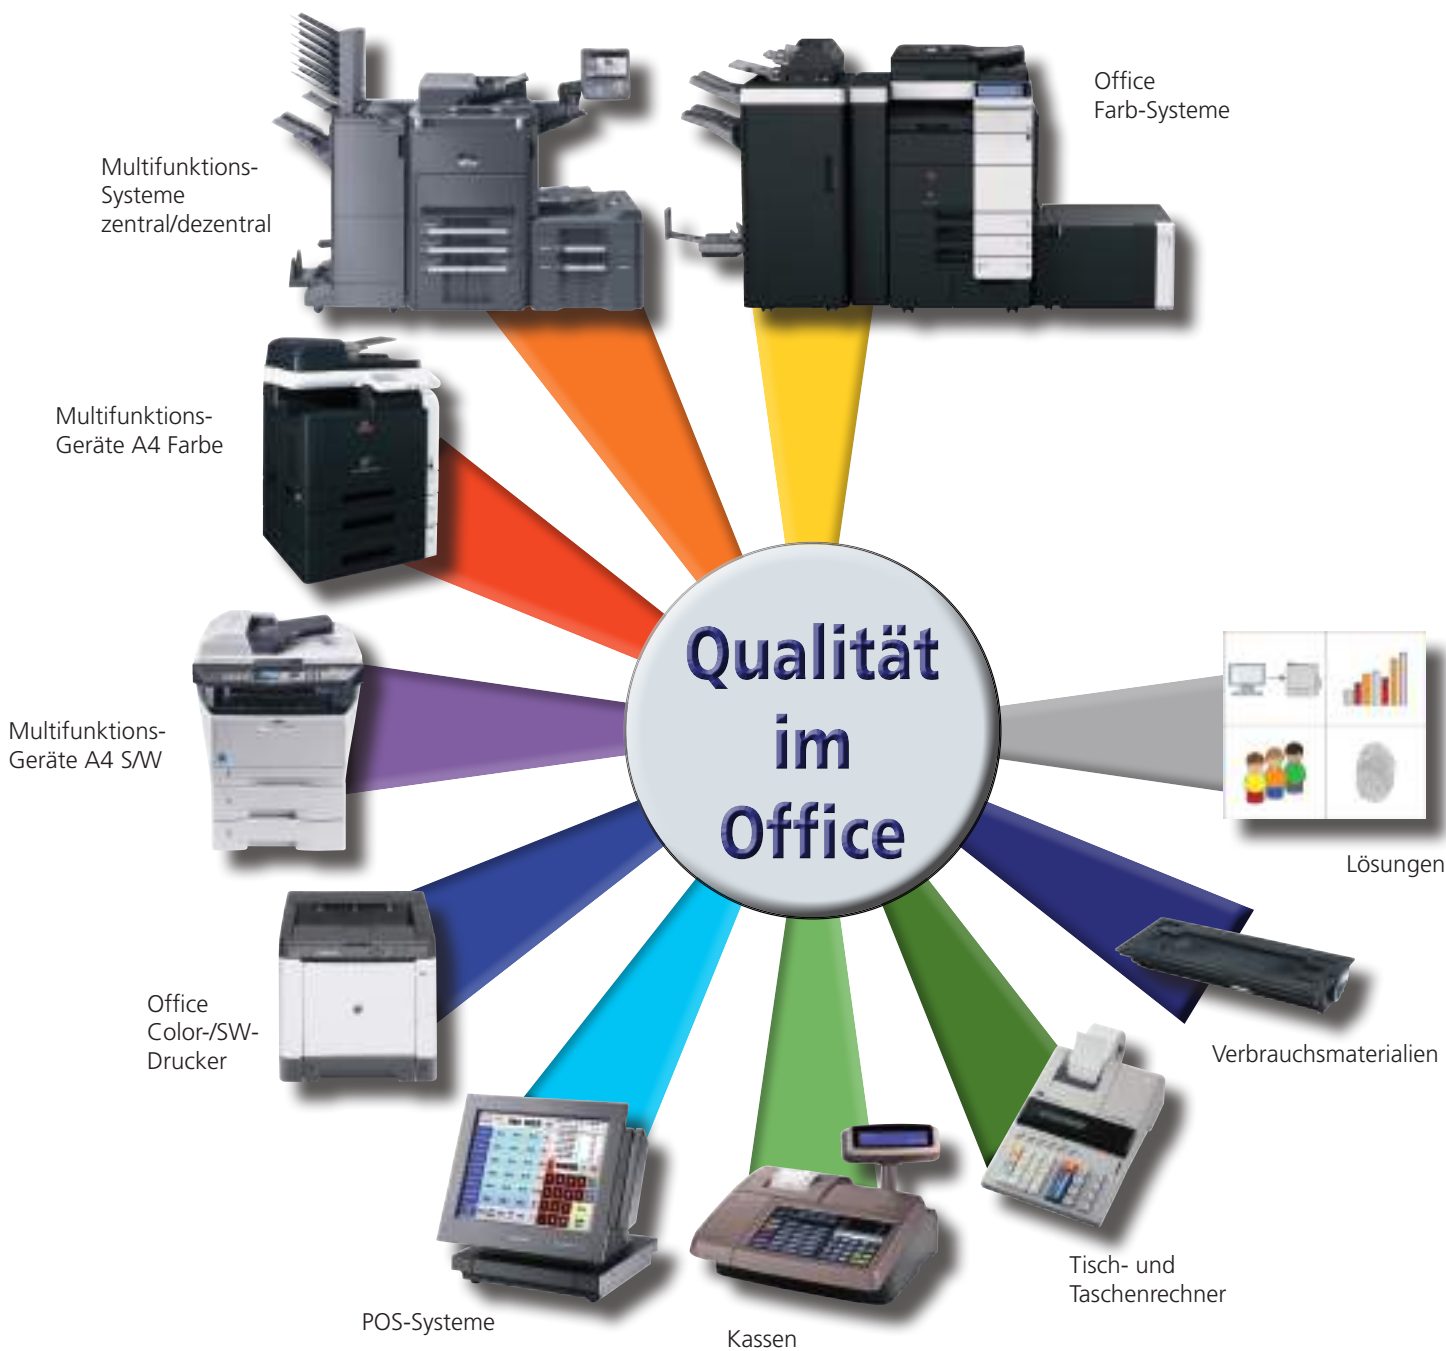 Office
Farb-Systeme
Multifunktions-
Systeme
zentral/dezentral
Multifunktions-
Geräte A4 Farbe
Qualität
im
Office
Multifunktions-
Geräte A4 S/W
Lösungen
Office
Color-/SW-
Drucker
Verbrauchsmaterialien
Tisch- und
Taschenrechner
POS-Systeme
Kassen